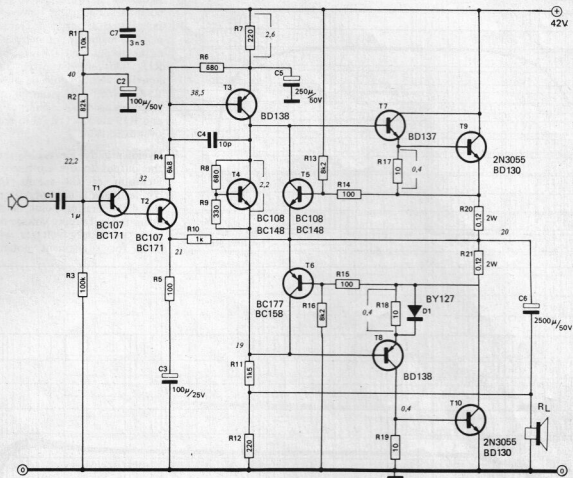 R1
10k
C7
3n3
R7
220
2,6
42V
40
C2
100µ/50V
R6
680
C5
250µ/50V
R2
82k
38,5
T3
BD138
T7
BD137
T9
2N3055
BD130
C4
10p
R13
8k2
R17
10
0,4
22,2
R4
6k8
32
R8
680
T4
2,2
T5
R14
100
C1
1µ
T1
BC107
BC171
T2
BC107
BC171
R9
330
BC108
BC148
BC108
BC148
R20
0,12
2W
20
R10
1k
21
R21
0,12
2W
R3
100k
R5
100
T6
BC177
BC158
R15
100
R16
8k2
R18
10
0,4
BY127
D1
C6
2500µ/50V
19
T8
BD138
R11
1k5
C3
100µ/25V
0,4
T10
2N3055
BD130
RL
R12
220
R19
10
0
0